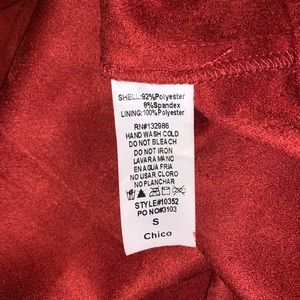 SHELL:92%Polyester
8%Spandex
LINING:100%Polyester
RN#132986
HAND WASH COLD
DO NOT BLEACH
DO NOT IRON
LAVAR A MANO
EN AGUA FRIA
NO USAR CLORO
NO PLANCHAR
STYLE#10352
PO NO#3103
S
Chico